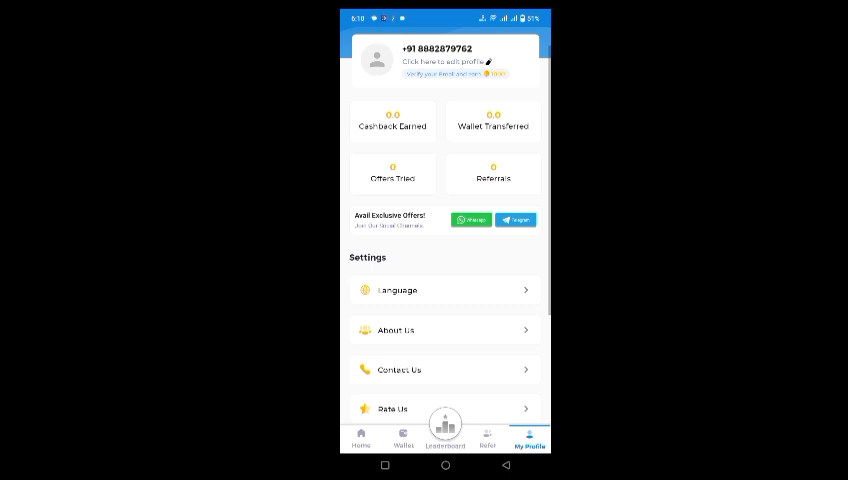 6:10
51%
+91 8882879762
Click here to edit profile
Verify your Email and earn
0.0
0.0
Cashback Earned
Wallet Transferred
0
0
Offers Tried
Referrals
Avail Exclusive Offers!
Whatsapp
Telegram
Join Our Social Channels.
Settings
Language
About Us
Contact Us
Rate Us
Home
Wallet
Leaderboard
Refer
My Profile